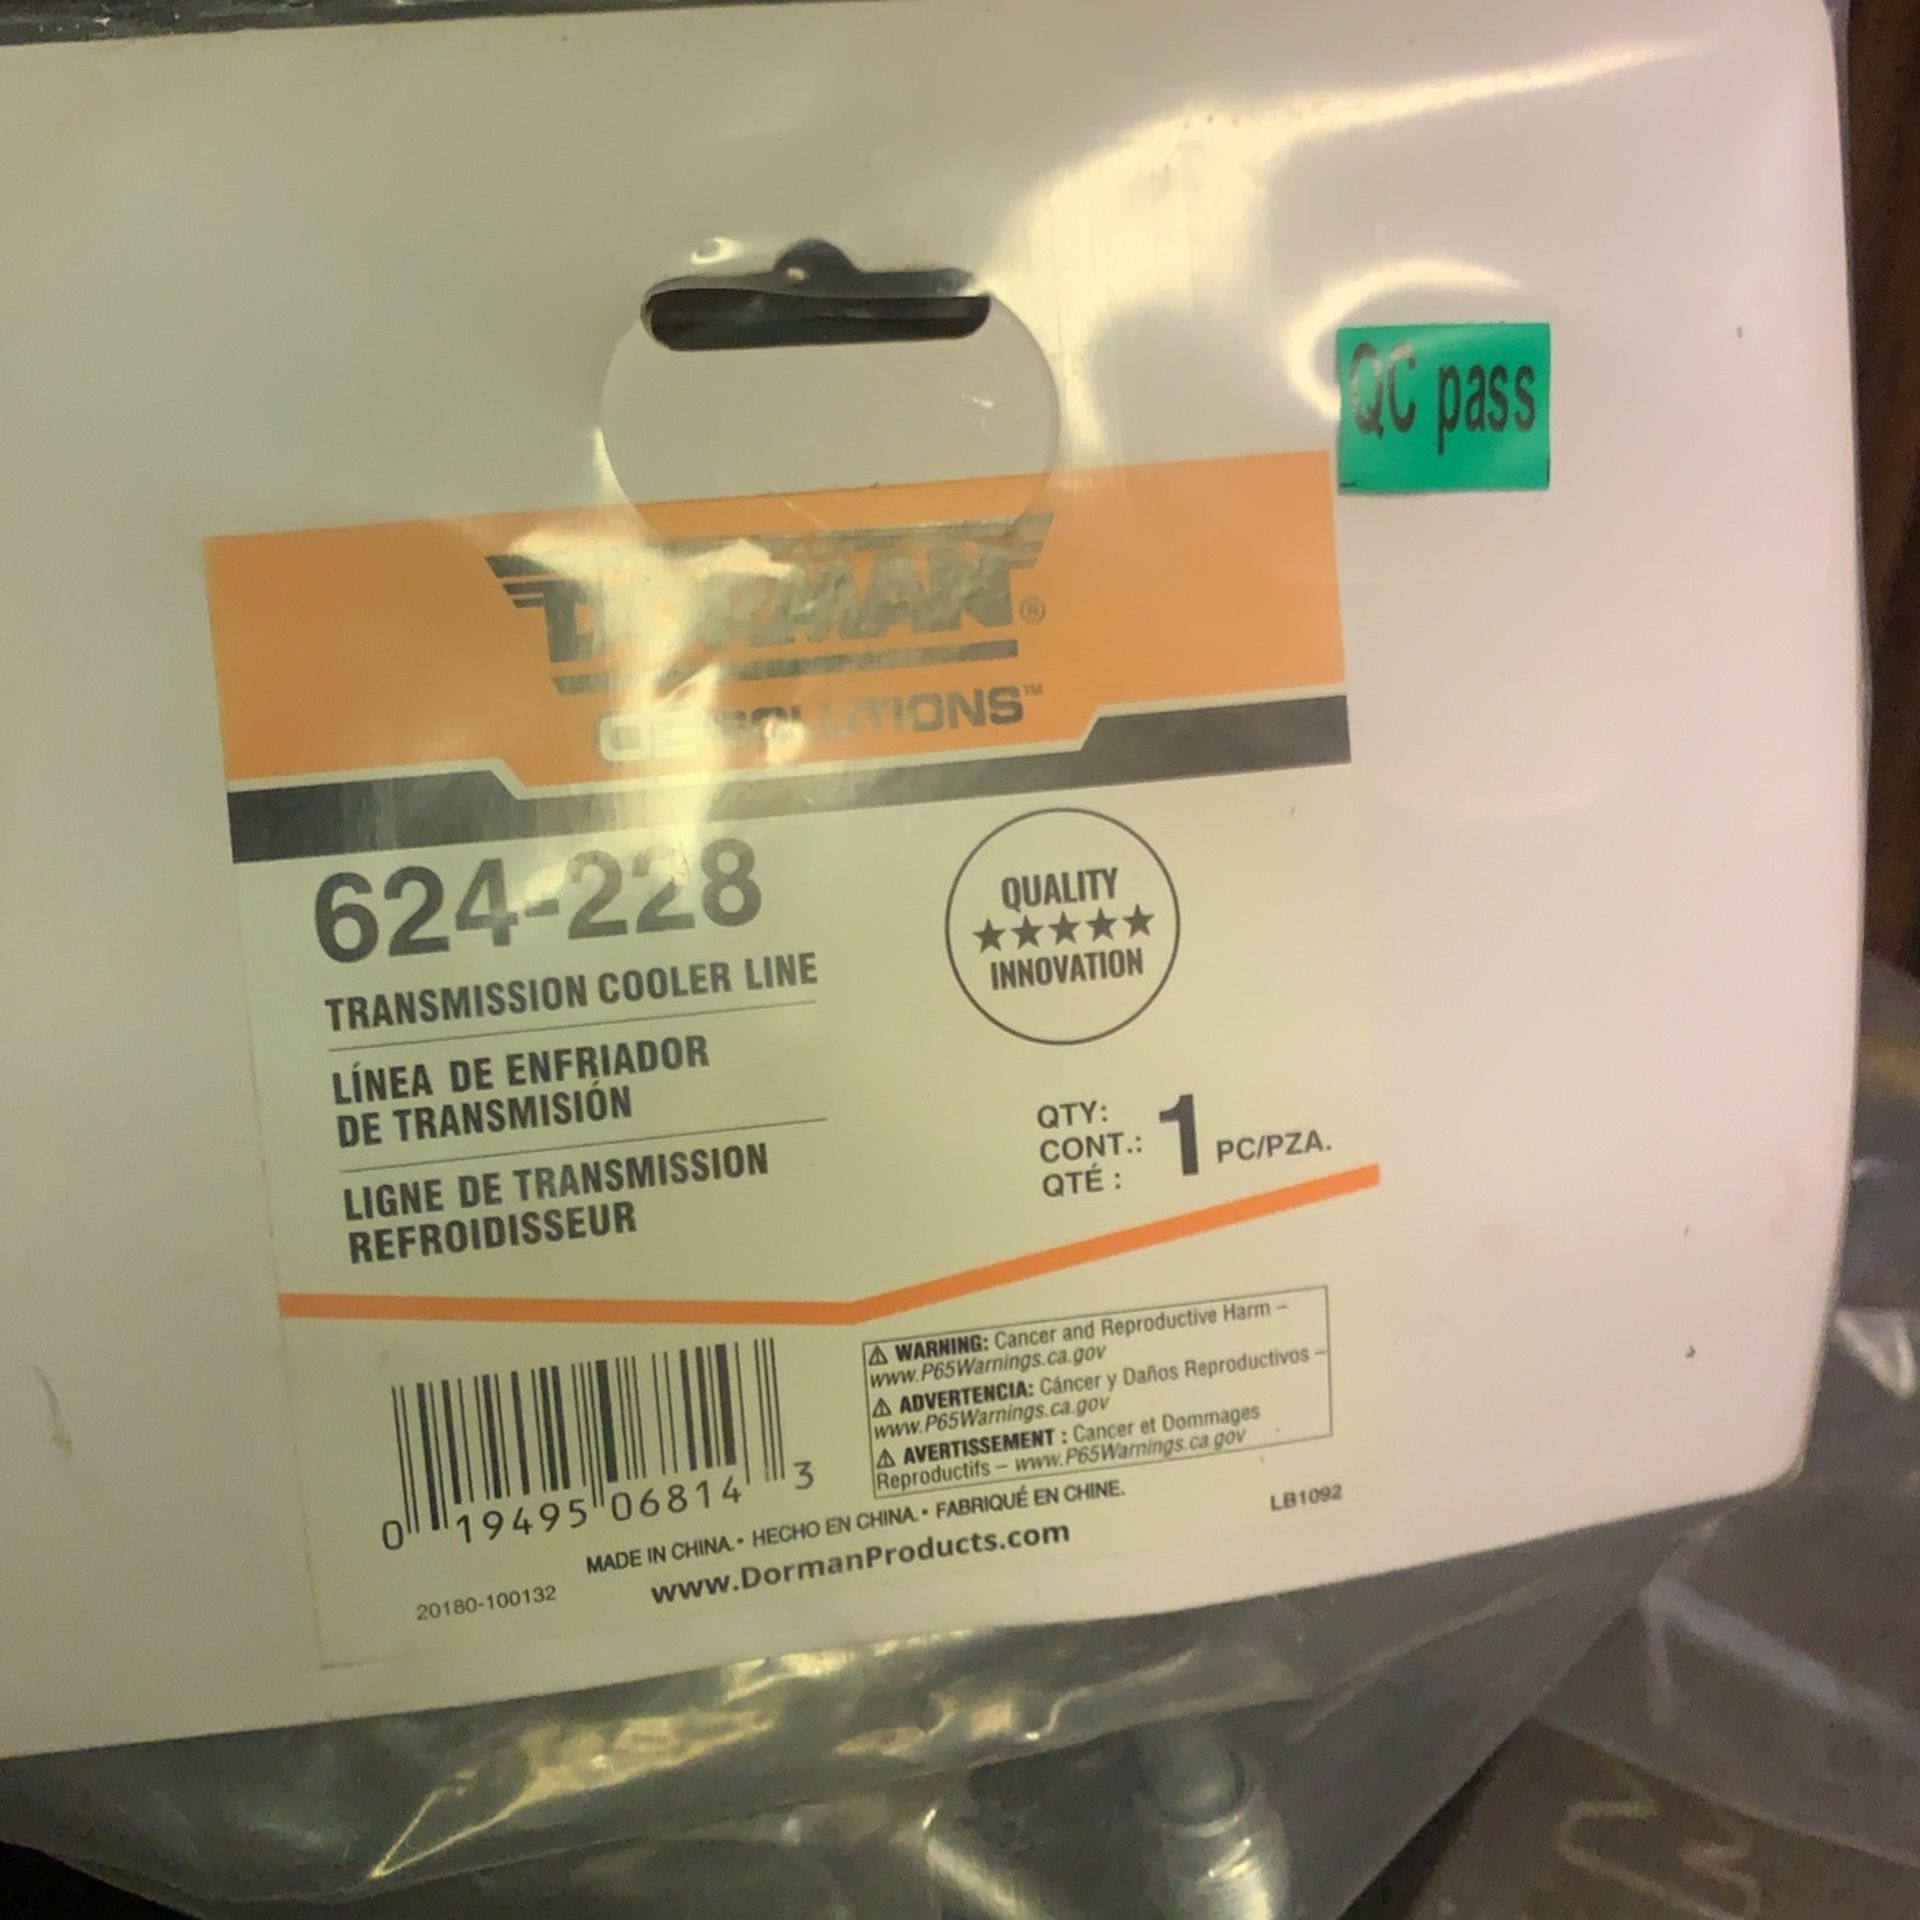 QC pass
DORMAN®
OE SOLUTIONS™
624-228
TRANSMISSION COOLER LINE
LÍNEA DE ENFRIADOR
DE TRANSMISIÓN
LIGNE DE TRANSMISSION
REFROIDISSEUR
QUALITY
★★★★★
INNOVATION
QTY:
CONT.: 1 PC/PZA.
QTÉ :
⚠ WARNING: Cancer and Reproductive Harm –
www.P65Warnings.ca.gov
⚠ ADVERTENCIA: Cáncer y Daños Reproductivos –
www.P65Warnings.ca.gov
⚠ AVERTISSEMENT : Cancer et Dommages
Reproductifs – www.P65Warnings.ca.gov
0 19495 06814 3
MADE IN CHINA. • HECHO EN CHINA. • FABRIQUÉ EN CHINE.
LB1092
www.DormanProducts.com
20180-100132